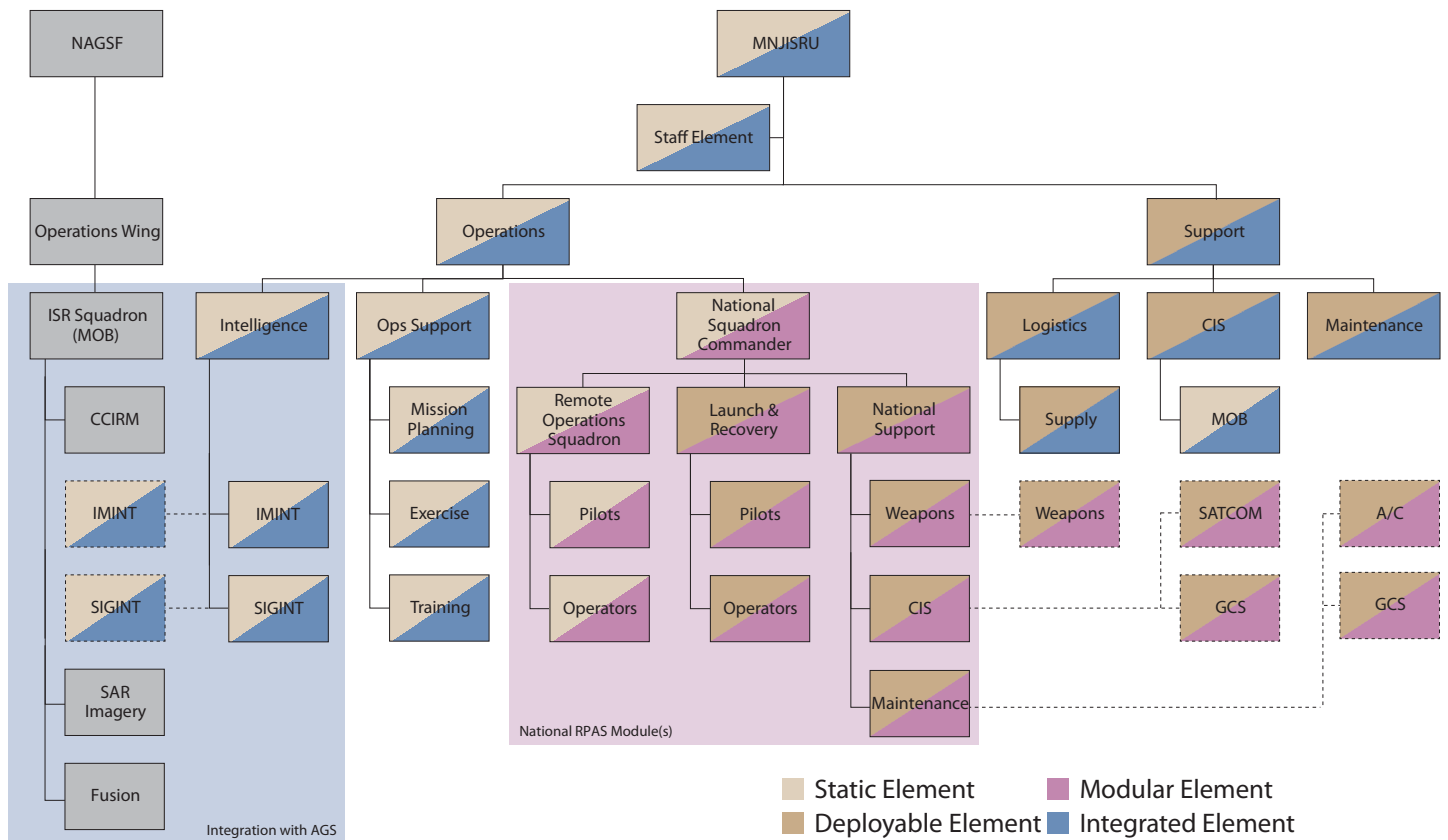 NAGSF
MNJISRU
Staff Element
Operations Wing
Operations
Support
ISR Squadron
(MOB)
Intelligence
Ops Support
National
Squadron
Commander
Logistics
CIS
Maintenance
CCIRM
Mission
Planning
Remote
Operations
Squadron
Launch &
Recovery
National
Support
Supply
MOB
IMINT
IMINT
Exercise
Pilots
Pilots
Weapons
Weapons
SATCOM
A/C
SIGINT
SIGINT
Training
Operators
Operators
CIS
GCS
GCS
SAR
Imagery
Maintenance
National RPAS Module(s)
Fusion
Integration with AGS
Static Element
Modular Element
Deployable Element
Integrated Element